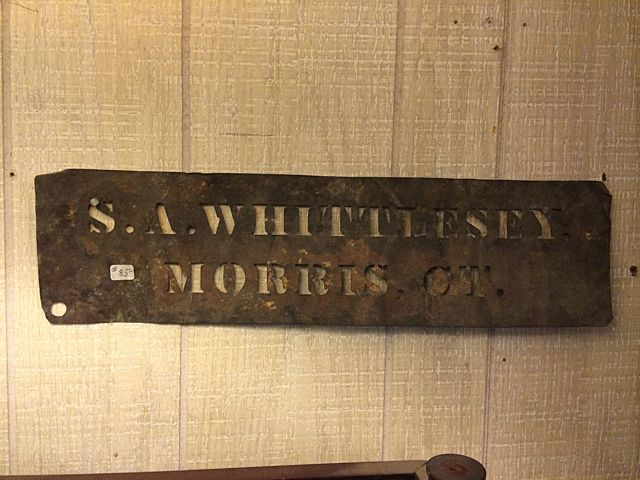 S. A. WHITTLESEY.
MORRIS, CT.